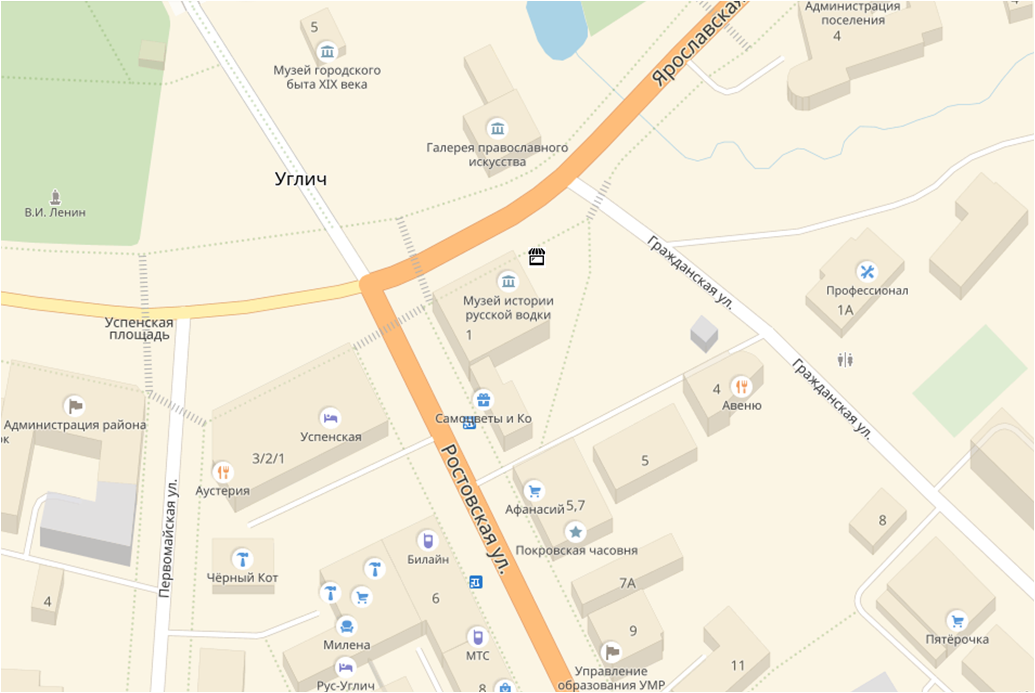 5
Музей городского
быта XIX века
Администрация
поселения
4
Ярославская
Галерея православного
искусства
Углич
В.И. Ленин
Гражданская ул.
Музей истории
русской водки
1
Профессионал
1А
Успенская
площадь
Гражданская ул.
4
Авеню
Самоцветы и Ко
Администрация района
ок
Успенская
3/2/1
Аустерия
Ростовская ул.
5
Афанасий
5,7
Покровская часовня
8
Первомайская ул.
Билайн
Чёрный Кот
7А
4
6
9
Милена
МТС
Пятёрочка
11
Рус-Углич
8
Управление
образования УМР